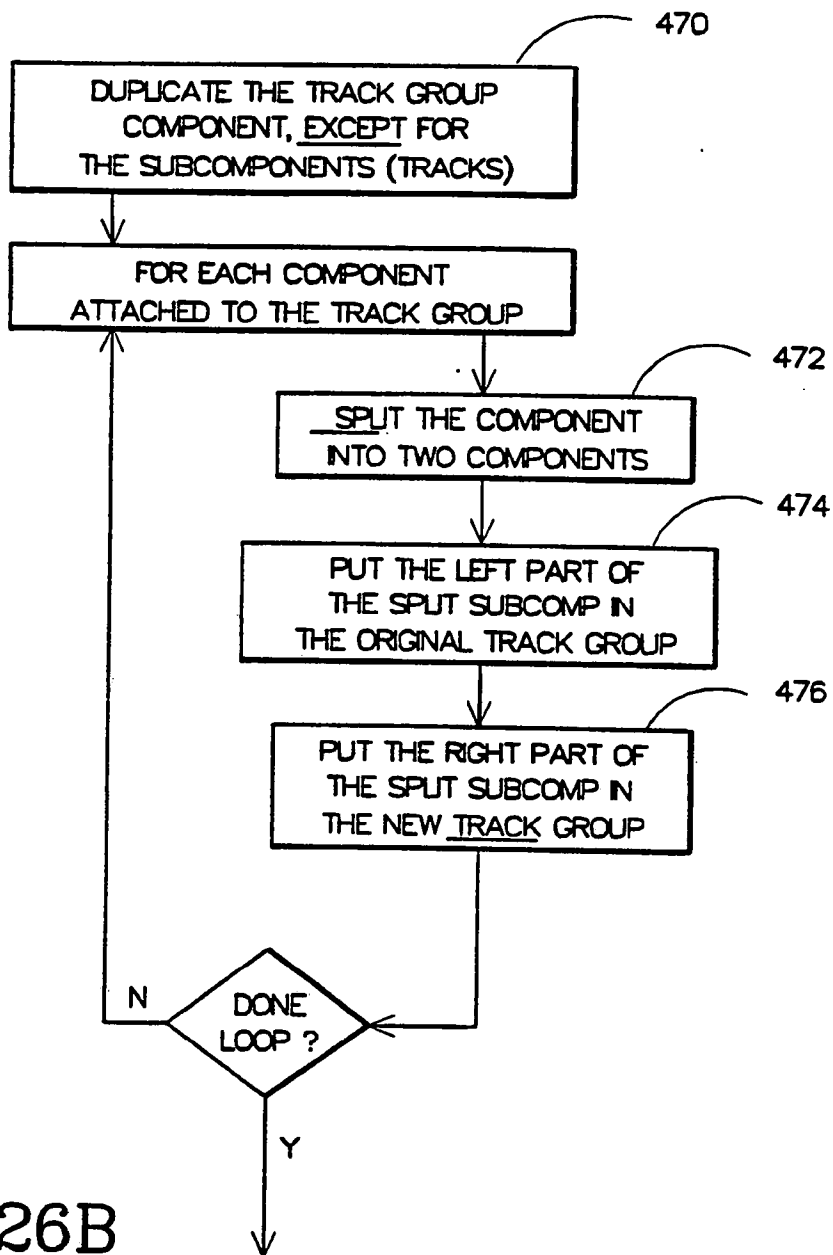 470
DUPLICATE THE TRACK GROUP
COMPONENT, EXCEPT FOR
THE SUBCOMPONENTS (TRACKS)
FOR EACH COMPONENT
ATTACHED TO THE TRACK GROUP
472
SPLIT THE COMPONENT
INTO TWO COMPONENTS
474
PUT THE LEFT PART OF
THE SPLIT SUBCOMP IN
THE ORIGINAL TRACK GROUP
476
PUT THE RIGHT PART OF
THE SPLIT SUBCOMP IN
THE NEW TRACK GROUP
N
DONE
LOOP ?
Y
26B